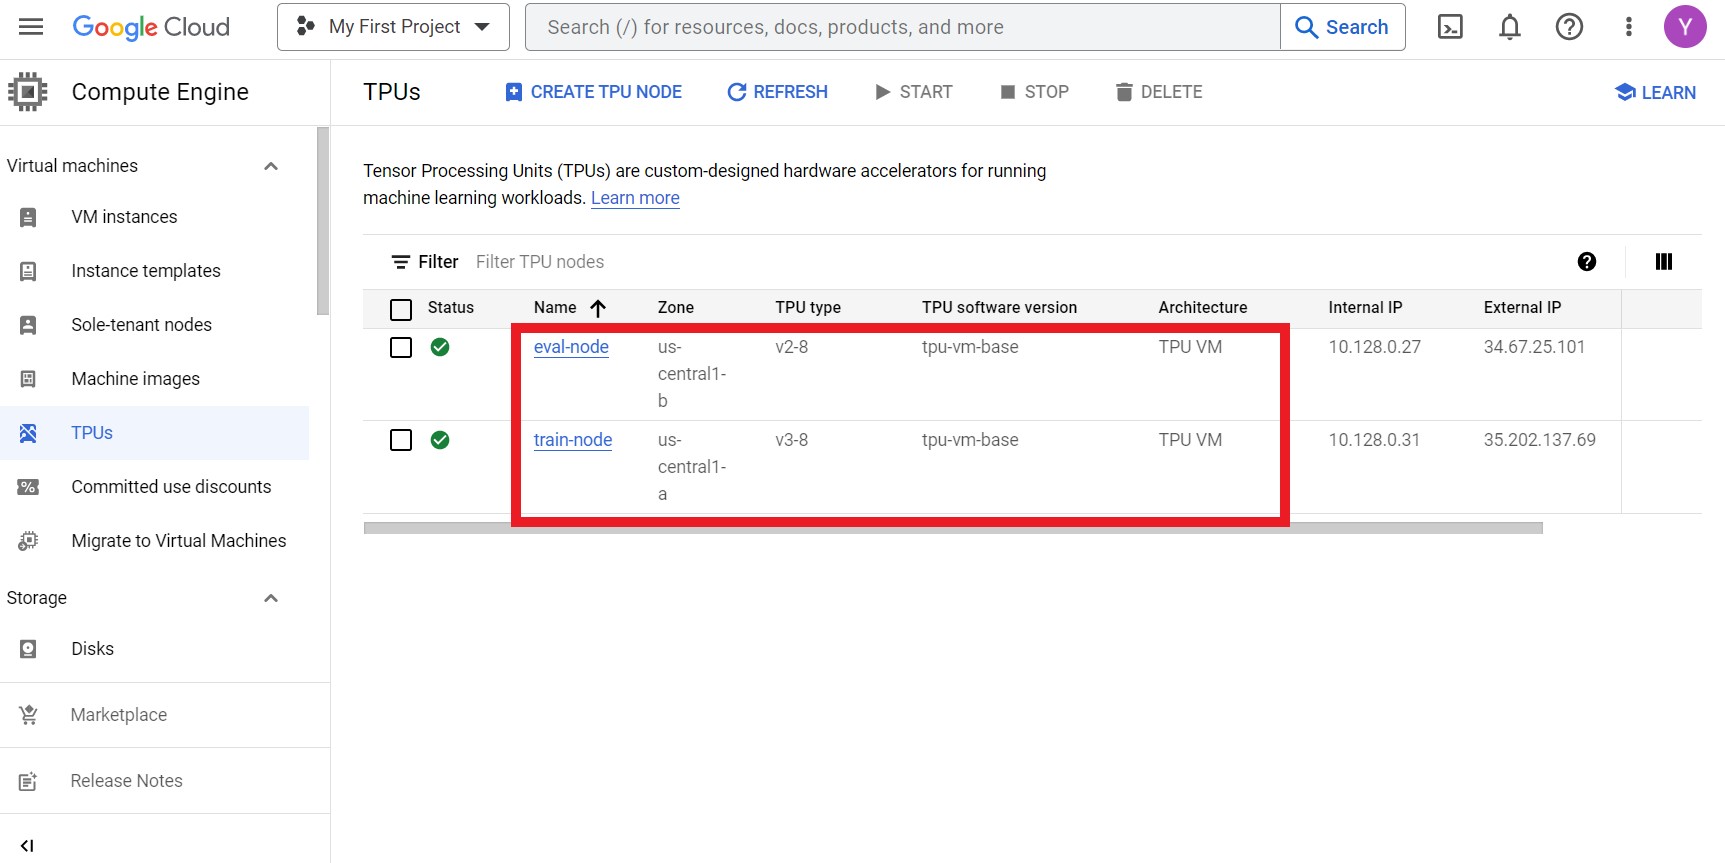 Google Cloud
My First Project
Search (/) for resources, docs, products, and more
Search
Y
Compute Engine
TPUs
CREATE TPU NODE
REFRESH
START
STOP
DELETE
LEARN
Virtual machines
VM instances
Instance templates
Sole-tenant nodes
Machine images
TPUs
Committed use discounts
Migrate to Virtual Machines
Storage
Disks
Marketplace
Release Notes
Tensor Processing Units (TPUs) are custom-designed hardware accelerators for running
machine learning workloads. Learn more
Filter Filter TPU nodes
Status Name Zone TPU type TPU software version Architecture Internal IP External IP
eval-node us- v2-8 tpu-vm-base TPU VM 10.128.0.27 34.67.25.101
central1-
b
train-node us- v3-8 tpu-vm-base TPU VM 10.128.0.31 35.202.137.69
central1-
a